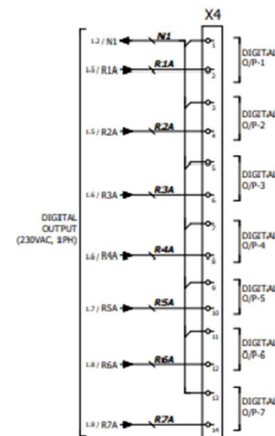 X4
1.2 / N1 N1 1
1.5 / R1A R1A 2
DIGITAL
O/P-1
3
1.5 / R2A R2A 4
DIGITAL
O/P-2
5
1.6 / R3A R3A 6
DIGITAL
O/P-3
7
DIGITAL
OUTPUT
(230VAC, 1PH)
1.6 / R4A R4A 8
DIGITAL
O/P-4
9
1.7 / R5A R5A 10
DIGITAL
O/P-5
11
1.8 / R6A R6A 12
DIGITAL
O/P-6
13
1.8 / R7A R7A 14
DIGITAL
O/P-7